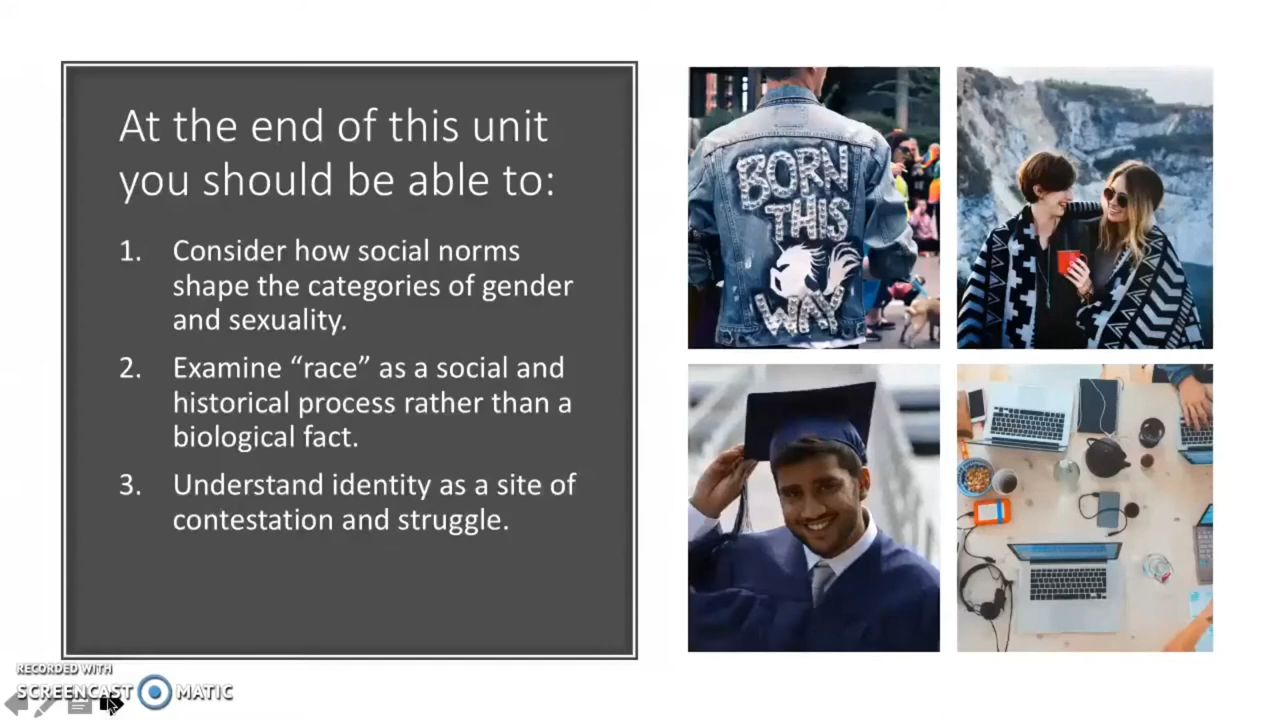 At the end of this unit
you should be able to:
1. Consider how social norms
shape the categories of gender
and sexuality.
2. Examine “race” as a social and
historical process rather than a
biological fact.
3. Understand identity as a site of
contestation and struggle.
BORN
THIS
WAY
RECORDED WITH
SCREENCAST MATIC